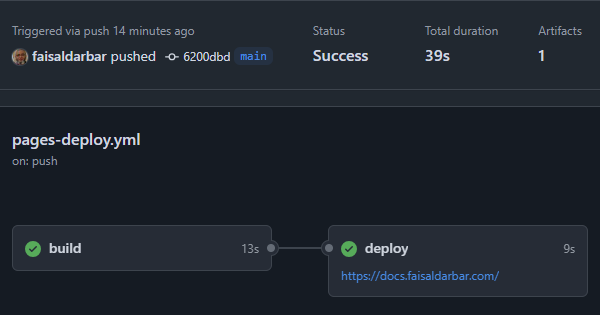 Triggered via push 14 minutes ago
faisaldarbar pushed 6200dbd main
Status
Success
Total duration
39s
Artifacts
1
pages-deploy.yml
on: push
build 13s
deploy 9s
https://docs.faisaldarbar.com/